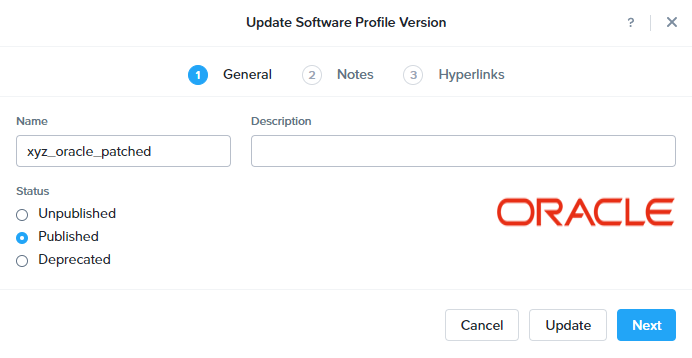 Update Software Profile Version
?
1 General 2 Notes 3 Hyperlinks
Name
Description
xyz_oracle_patched
Status
Unpublished
Published
Deprecated
ORACLE
Cancel Update Next